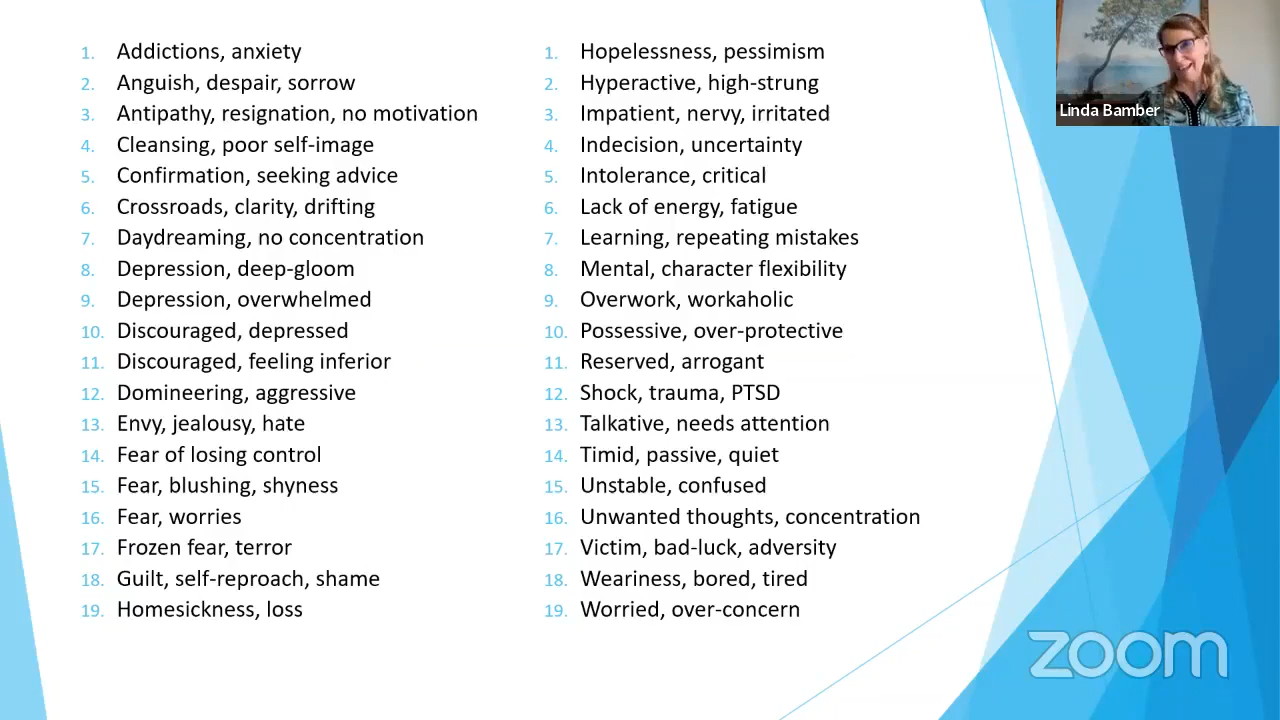 1. Addictions, anxiety
2. Anguish, despair, sorrow
3. Antipathy, resignation, no motivation
4. Cleansing, poor self-image
5. Confirmation, seeking advice
6. Crossroads, clarity, drifting
7. Daydreaming, no concentration
8. Depression, deep-gloom
9. Depression, overwhelmed
10. Discouraged, depressed
11. Discouraged, feeling inferior
12. Domineering, aggressive
13. Envy, jealousy, hate
14. Fear of losing control
15. Fear, blushing, shyness
16. Fear, worries
17. Frozen fear, terror
18. Guilt, self-reproach, shame
19. Homesickness, loss
1. Hopelessness, pessimism
2. Hyperactive, high-strung
3. Impatient, nervy, irritated
4. Indecision, uncertainty
5. Intolerance, critical
6. Lack of energy, fatigue
7. Learning, repeating mistakes
8. Mental, character flexibility
9. Overwork, workaholic
10. Possessive, over-protective
11. Reserved, arrogant
12. Shock, trauma, PTSD
13. Talkative, needs attention
14. Timid, passive, quiet
15. Unstable, confused
16. Unwanted thoughts, concentration
17. Victim, bad-luck, adversity
18. Weariness, bored, tired
19. Worried, over-concern
Linda Bamber
zoom